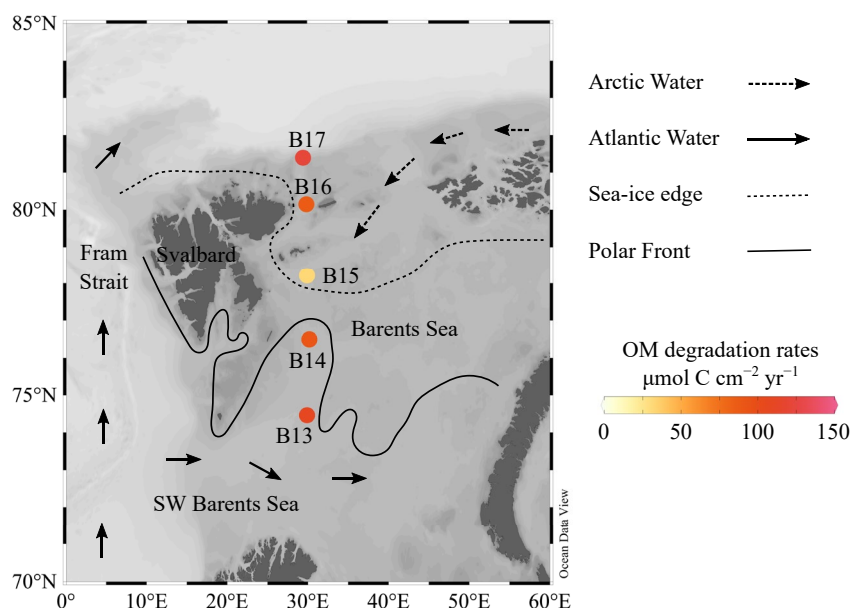 85°N
80°N
75°N
70°N
0°
10°E
20°E
30°E
40°E
50°E
60°E
B17
B16
B15
B14
B13
Fram
Strait
Svalbard
Barents Sea
SW Barents Sea
Ocean Data View
Arctic Water
Atlantic Water
Sea-ice edge
Polar Front
OM degradation rates
μmol C cm⁻² yr⁻¹
0
50
100
150